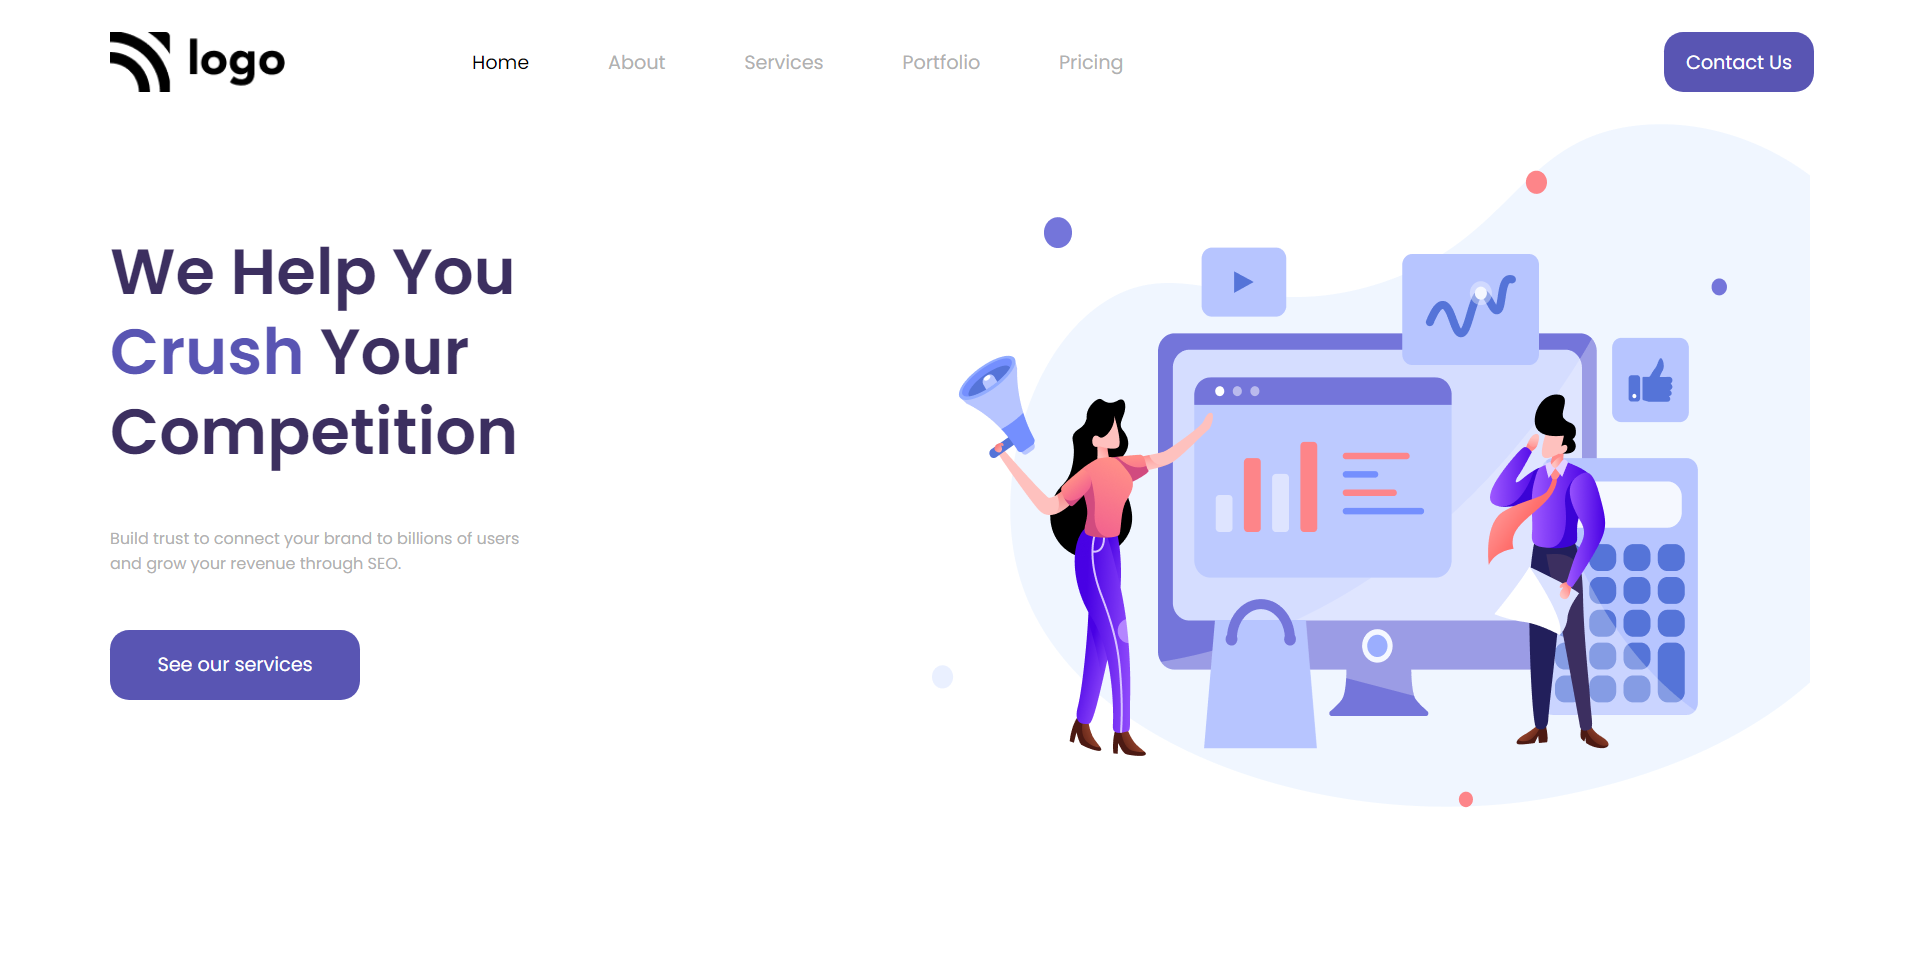 logo
Home About Services Portfolio Pricing
Contact Us
We Help You
Crush Your
Competition
Build trust to connect your brand to billions of users
and grow your revenue through SEO.
See our services